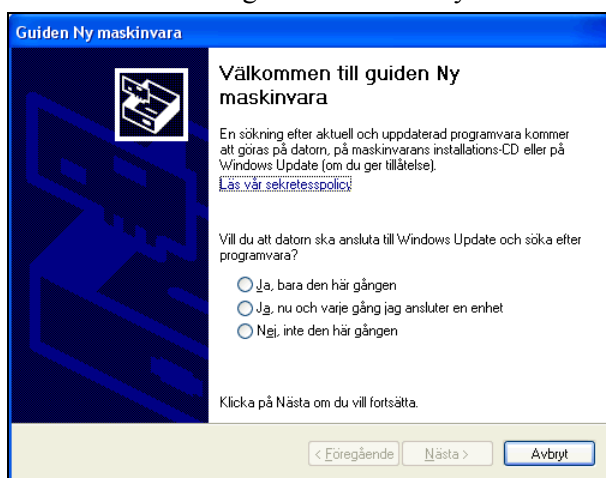 Guiden Ny maskinvara
Välkommen till guiden Ny
maskinvara
En sökning efter aktuell och uppdaterad programvara kommer
att göras på datorn, på maskinvarans installations-CD eller på
Windows Update (om du ger tillåtelse).
Läs vår sekretesspolicy
Vill du att datorn ska ansluta till Windows Update och söka efter
programvara?
Ja, bara den här gången
Ja, nu och varje gång jag ansluter en enhet
Nej, inte den här gången
Klicka på Nästa om du vill fortsätta.
< Föregående Nästa > Avbryt